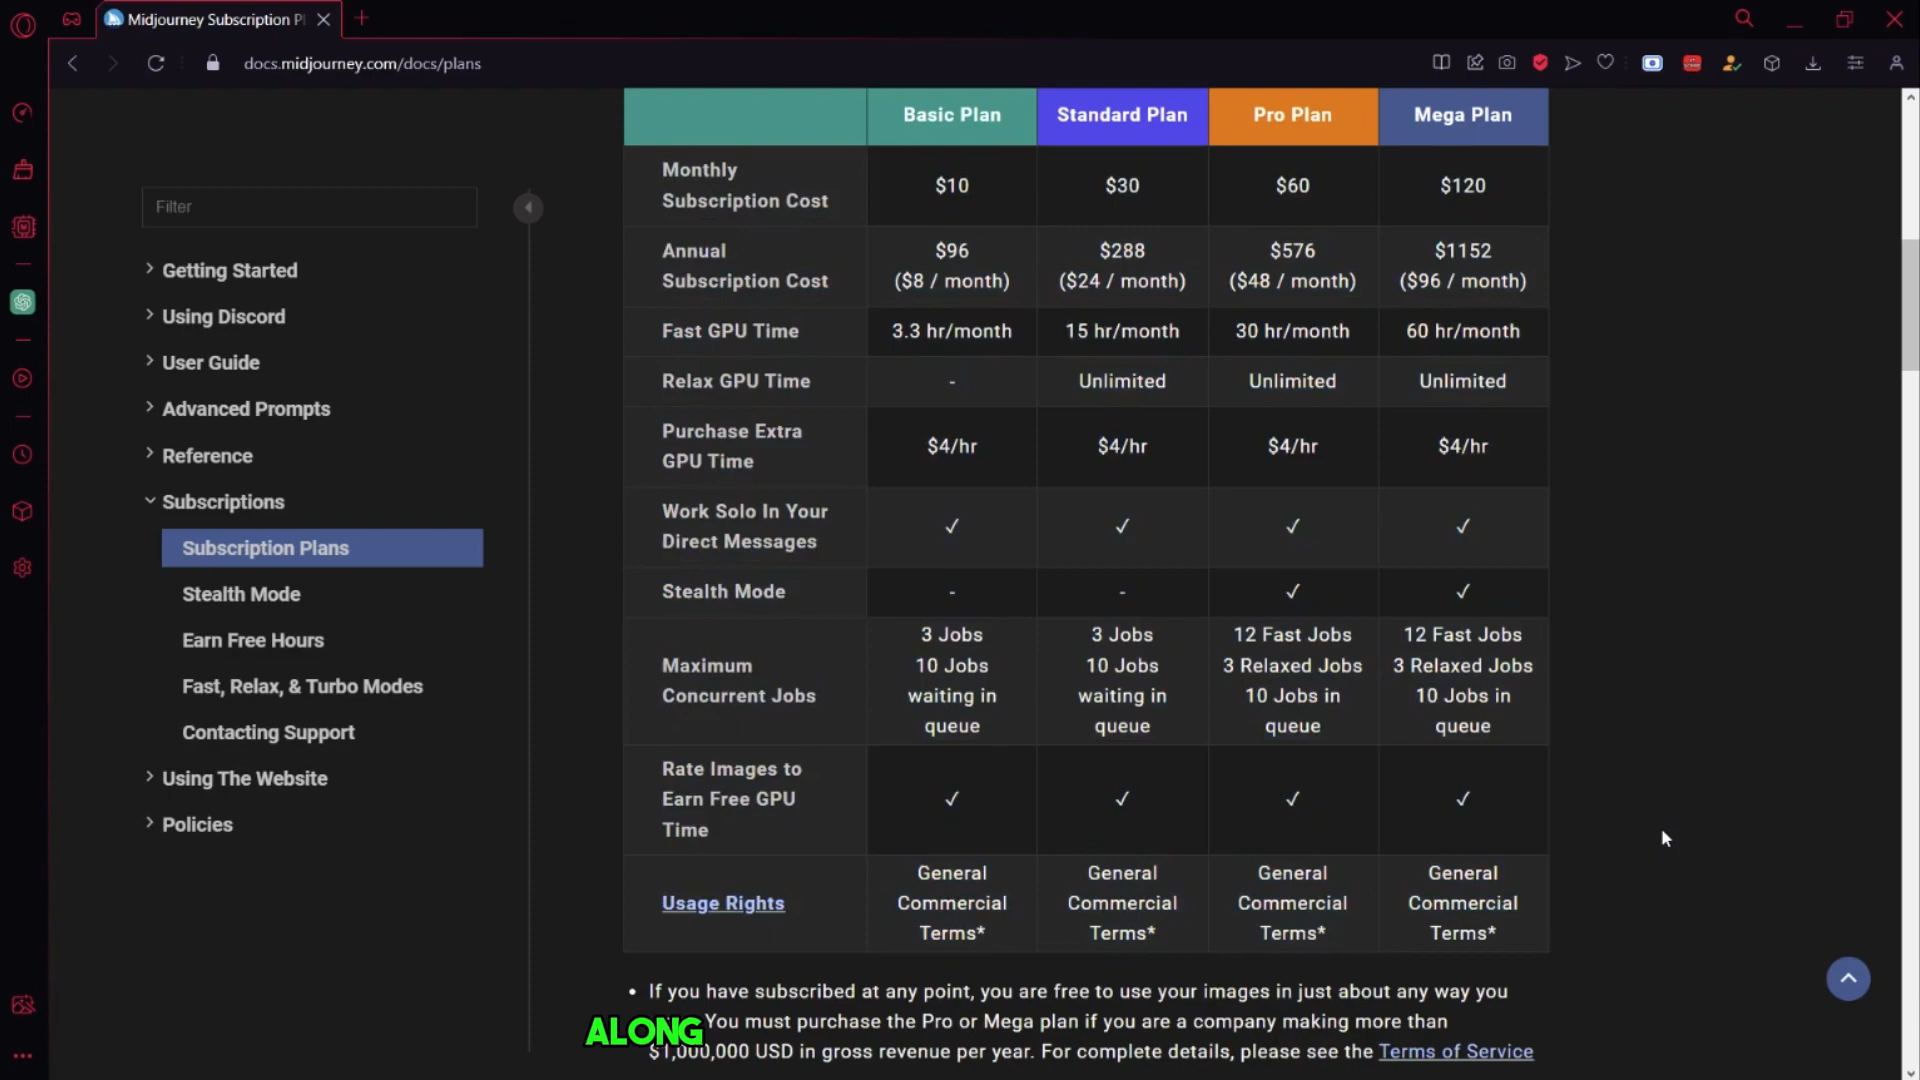 Midjourney Subscription Pl
docs.midjourney.com/docs/plans
Filter
Getting Started
Using Discord
User Guide
Advanced Prompts
Reference
Subscriptions
Subscription Plans
Stealth Mode
Earn Free Hours
Fast, Relax, & Turbo Modes
Contacting Support
Using The Website
Policies
Basic Plan Standard Plan Pro Plan Mega Plan
Monthly
Subscription Cost
$10 $30 $60 $120
Annual
Subscription Cost
$96 $288 $576 $1152
($8 / month) ($24 / month) ($48 / month) ($96 / month)
Fast GPU Time 3.3 hr/month 15 hr/month 30 hr/month 60 hr/month
Relax GPU Time - Unlimited Unlimited Unlimited
Purchase Extra
GPU Time
$4/hr $4/hr $4/hr $4/hr
Work Solo In Your
Direct Messages
✓ ✓ ✓ ✓
Stealth Mode - - ✓ ✓
Maximum
Concurrent Jobs
3 Jobs 3 Jobs 12 Fast Jobs 12 Fast Jobs
10 Jobs 10 Jobs 3 Relaxed Jobs 3 Relaxed Jobs
waiting in waiting in 10 Jobs in 10 Jobs in
queue queue queue queue
Rate Images to
Earn Free GPU
Time
✓ ✓ ✓ ✓
Usage Rights
General General General General
Commercial Commercial Commercial Commercial
Terms* Terms* Terms* Terms*
• If you have subscribed at any point, you are free to use your images in just about any way you
You must purchase the Pro or Mega plan if you are a company making more than
$1,000,000 USD in gross revenue per year. For complete details, please see the Terms of Service
ALONG